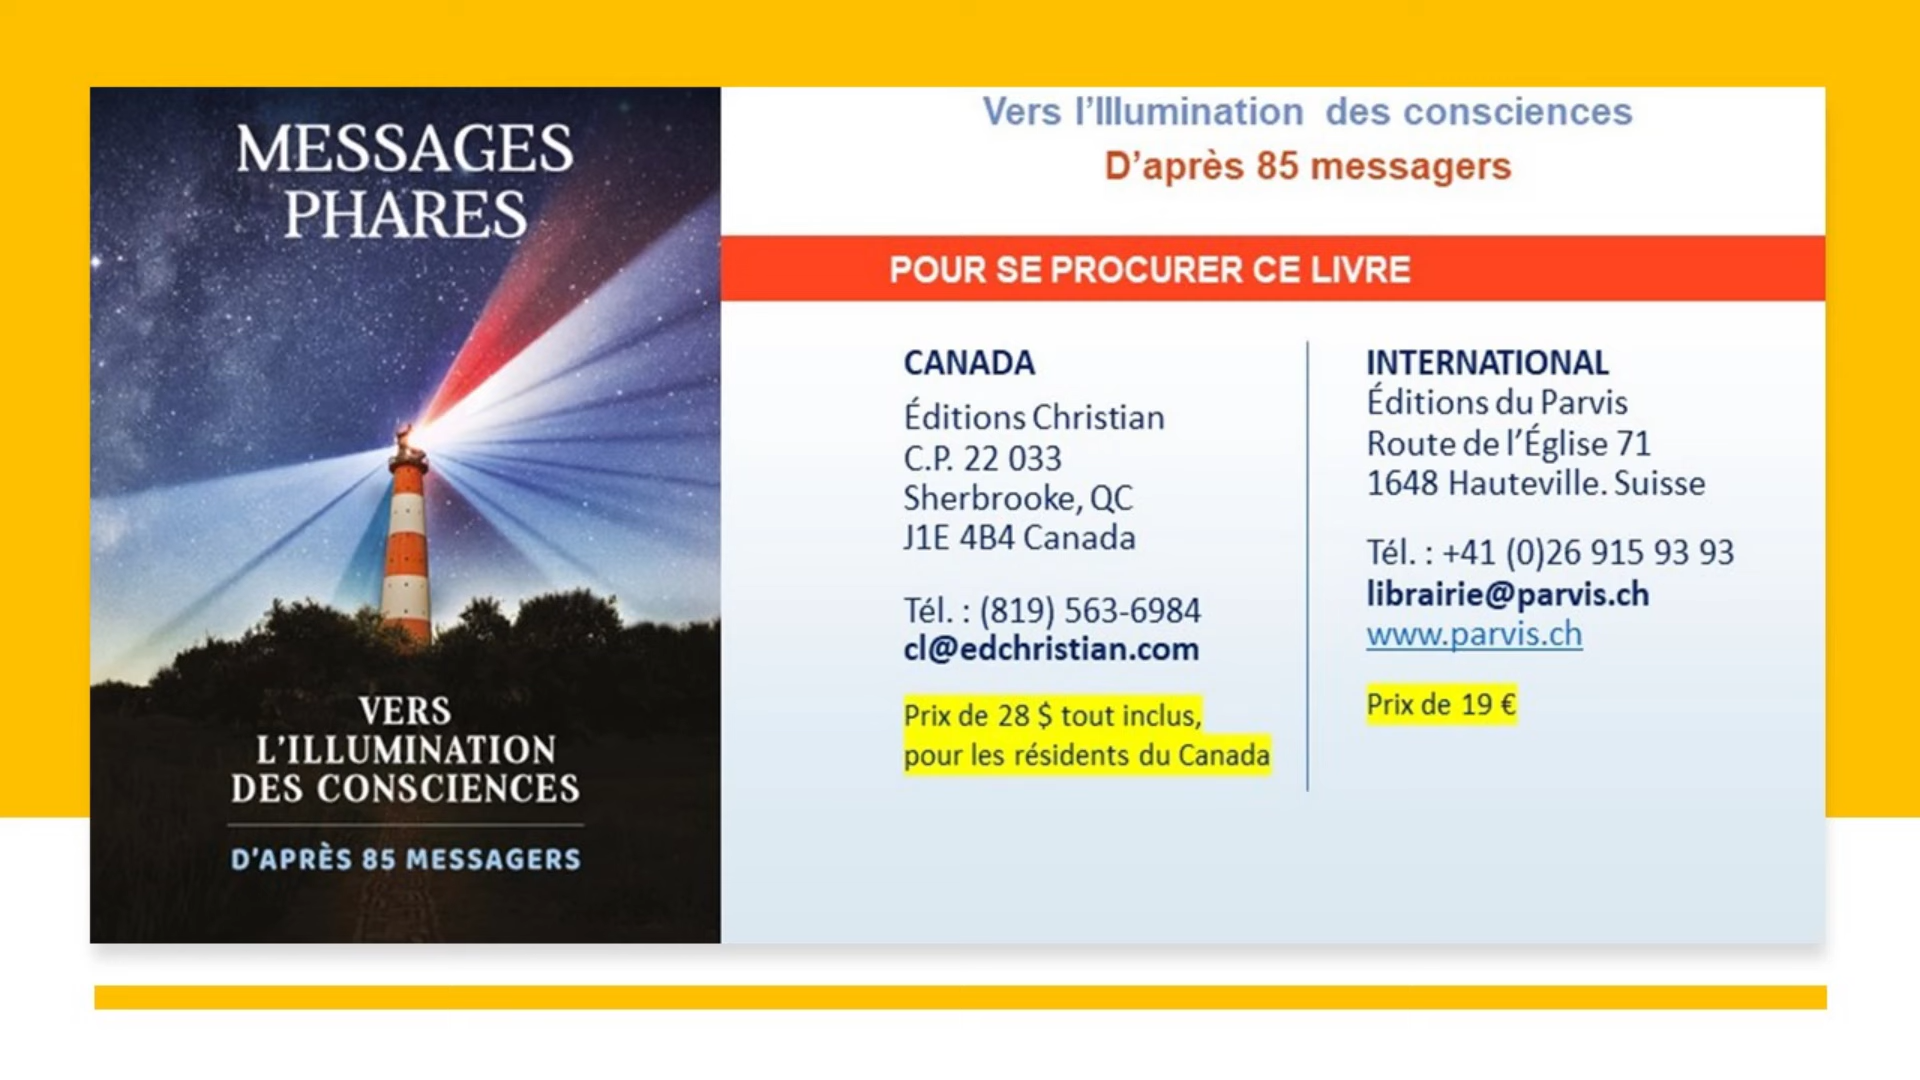 MESSAGES
PHARES
VERS
L'ILLUMINATION
DES CONSCIENCES
D'APRÈS 85 MESSAGERS
Vers l'Illumination des consciences
D'après 85 messagers
POUR SE PROCURER CE LIVRE
CANADA
Éditions Christian
C.P. 22 033
Sherbrooke, QC
J1E 4B4 Canada
Tél. : (819) 563-6984
cl@edchristian.com
Prix de 28 $ tout inclus,
pour les résidents du Canada
INTERNATIONAL
Éditions du Parvis
Route de l'Église 71
1648 Hauteville. Suisse
Tél. : +41 (0)26 915 93 93
librairie@parvis.ch
www.parvis.ch
Prix de 19 €